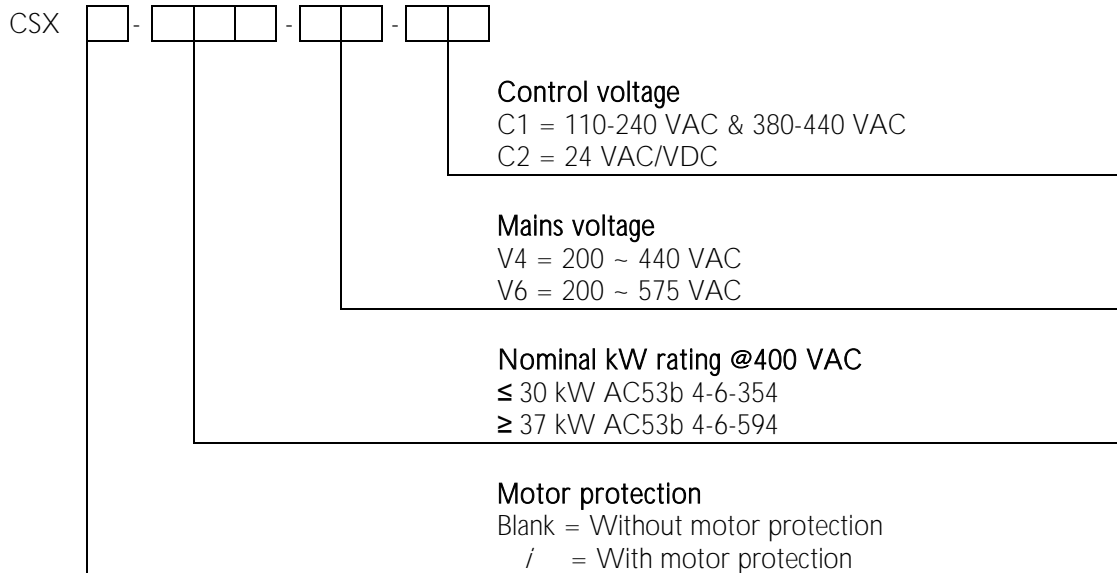 CSX - - -
Control voltage
C1 = 110-240 VAC & 380-440 VAC
C2 = 24 VAC/VDC
Mains voltage
V4 = 200 ~ 440 VAC
V6 = 200 ~ 575 VAC
Nominal kW rating @400 VAC
≤ 30 kW AC53b 4-6-354
≥ 37 kW AC53b 4-6-594
Motor protection
Blank = Without motor protection
i = With motor protection